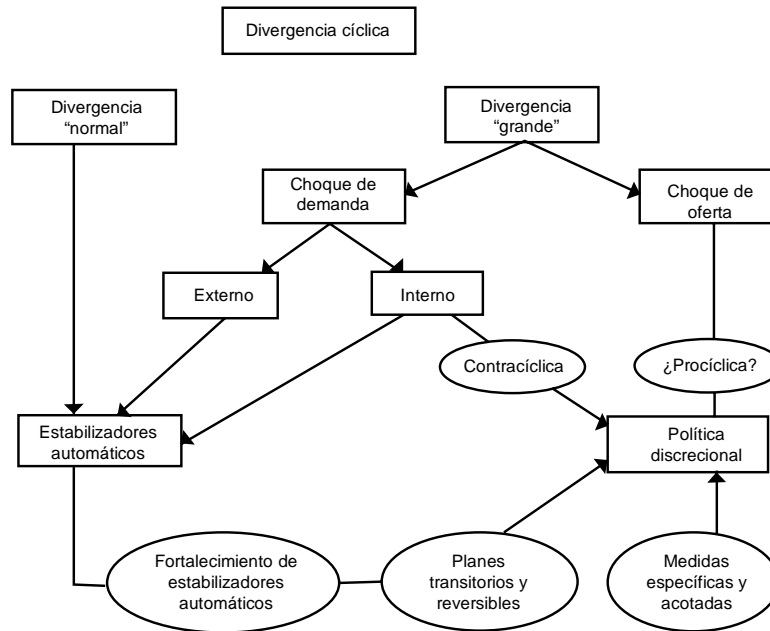 Divergencia cíclica
Divergencia
“normal”
Divergencia
“grande”
Choque de
demanda
Choque de
oferta
Externo
Interno
Contracíclica
¿Procíclica?
Estabilizadores
automáticos
Política
discrecional
Fortalecimiento de
estabilizadores
automáticos
Planes
transitorios y
reversibles
Medidas
específicas y
acotadas